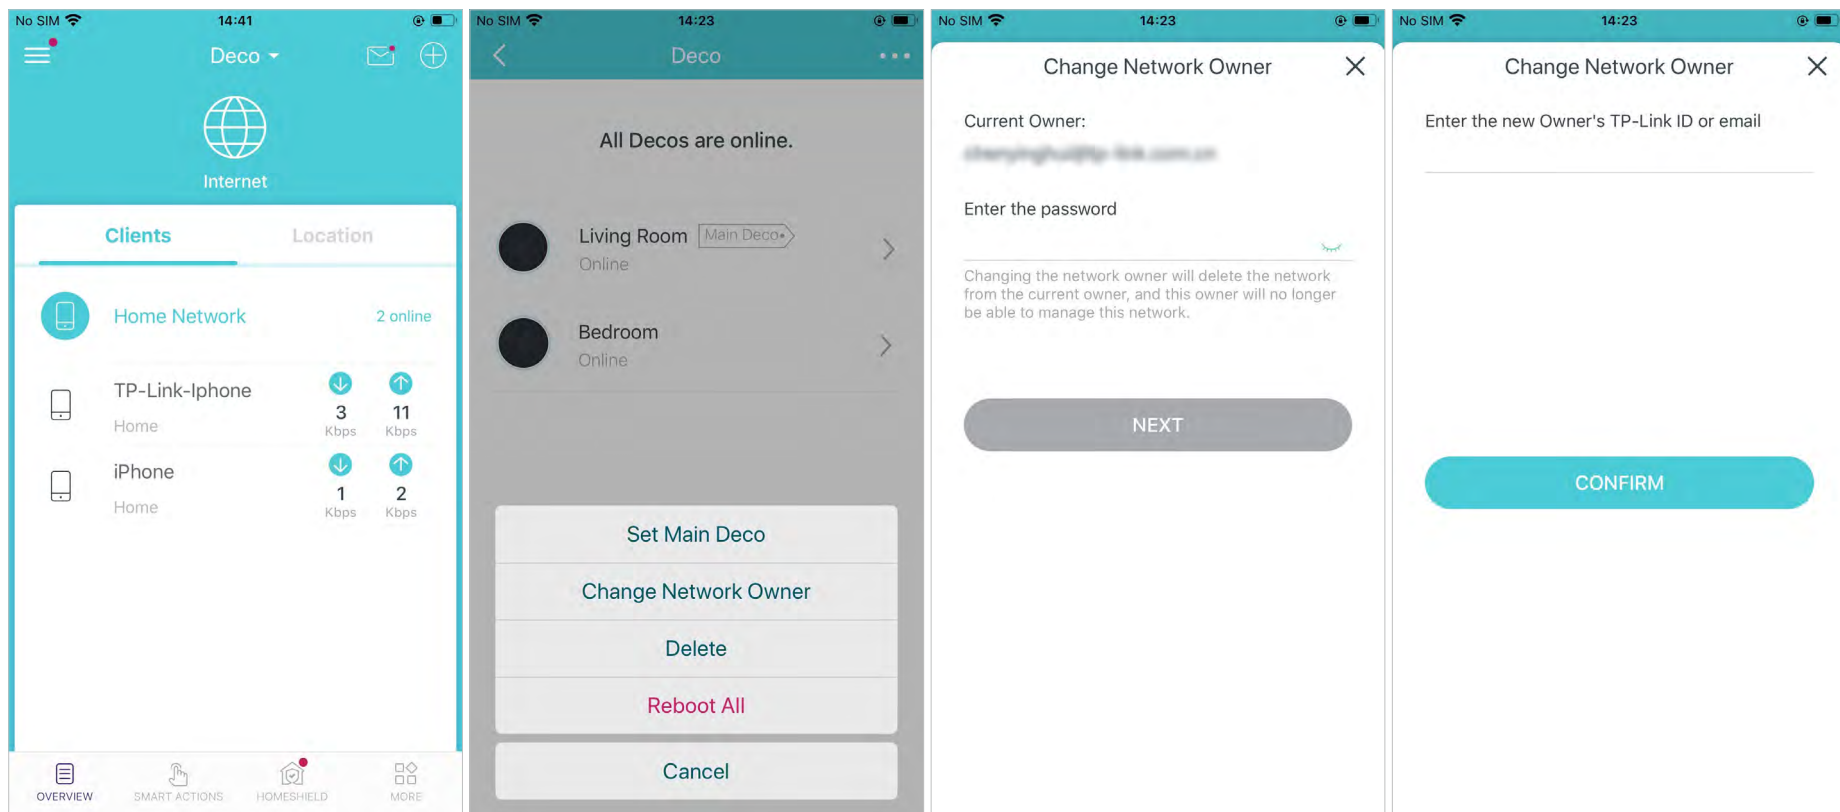 No SIM
14:41
Deco
Internet
Clients
Location
Home Network
2 online
TP-Link-Iphone
Home
3
Kbps
11
Kbps
iPhone
Home
1
Kbps
2
Kbps
OVERVIEW
SMART ACTIONS
HOMESHIELD
MORE
No SIM
14:23
Deco
All Decos are online.
Living Room
Main Deco
Online
Bedroom
Online
Set Main Deco
Change Network Owner
Delete
Reboot All
Cancel
No SIM
14:23
Change Network Owner
Current Owner:
Enter the password
Changing the network owner will delete the network
from the current owner, and this owner will no longer
be able to manage this network.
NEXT
No SIM
14:23
Change Network Owner
Enter the new Owner's TP-Link ID or email
CONFIRM